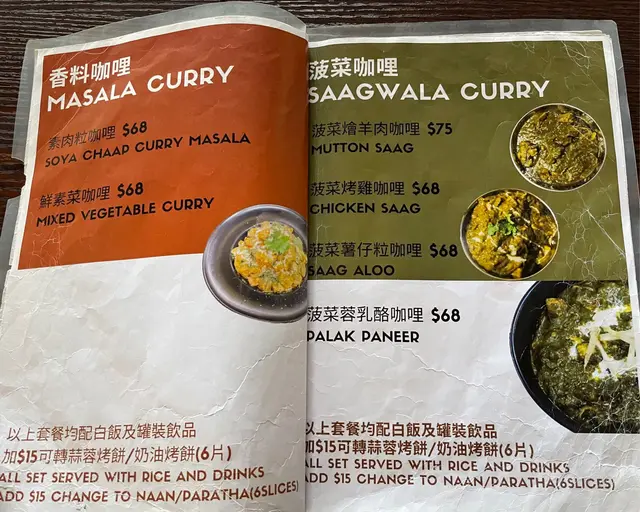 香料咖哩
MASALA CURRY
素肉粒咖哩 $68
SOYA CHAAP CURRY MASALA
鮮素菜咖哩 $68
MIXED VEGETABLE CURRY
以上套餐均配白飯及罐裝飲品
加$15可轉蒜蓉烤餅/奶油烤餅(6片)
ALL SET SERVED WITH RICE AND DRINKS
ADD $15 CHANGE TO NAAN/PARATHA(6SLICES)
菠菜咖哩
SAAGWALA CURRY
菠菜燴羊肉咖哩 $75
MUTTON SAAG
菠菜烤雞咖哩 $68
CHICKEN SAAG
菠菜薯仔粒咖哩 $68
SAAG ALOO
菠菜蓉乳酪咖哩 $68
PALAK PANEER
以上套餐均配白飯及罐裝飲品
加$15可轉蒜蓉烤餅/奶油烤餅(6片)
ALL SET SERVED WITH RICE AND DRINKS
ADD $15 CHANGE TO NAAN/PARATHA(6SLICES)